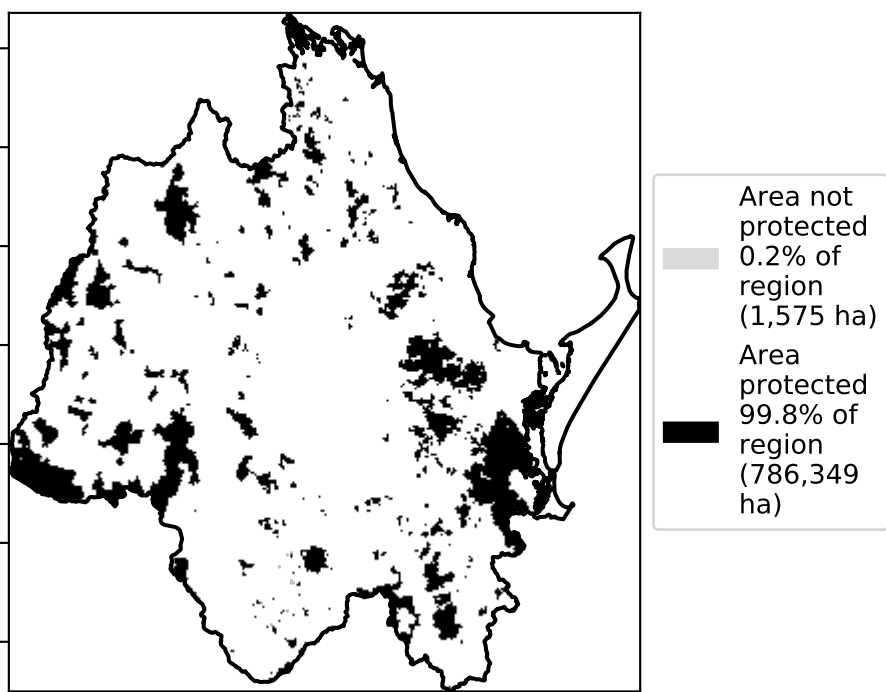 Area not
protected
0.2% of
region
(1,575 ha)
Area
protected
99.8% of
region
(786,349
ha)